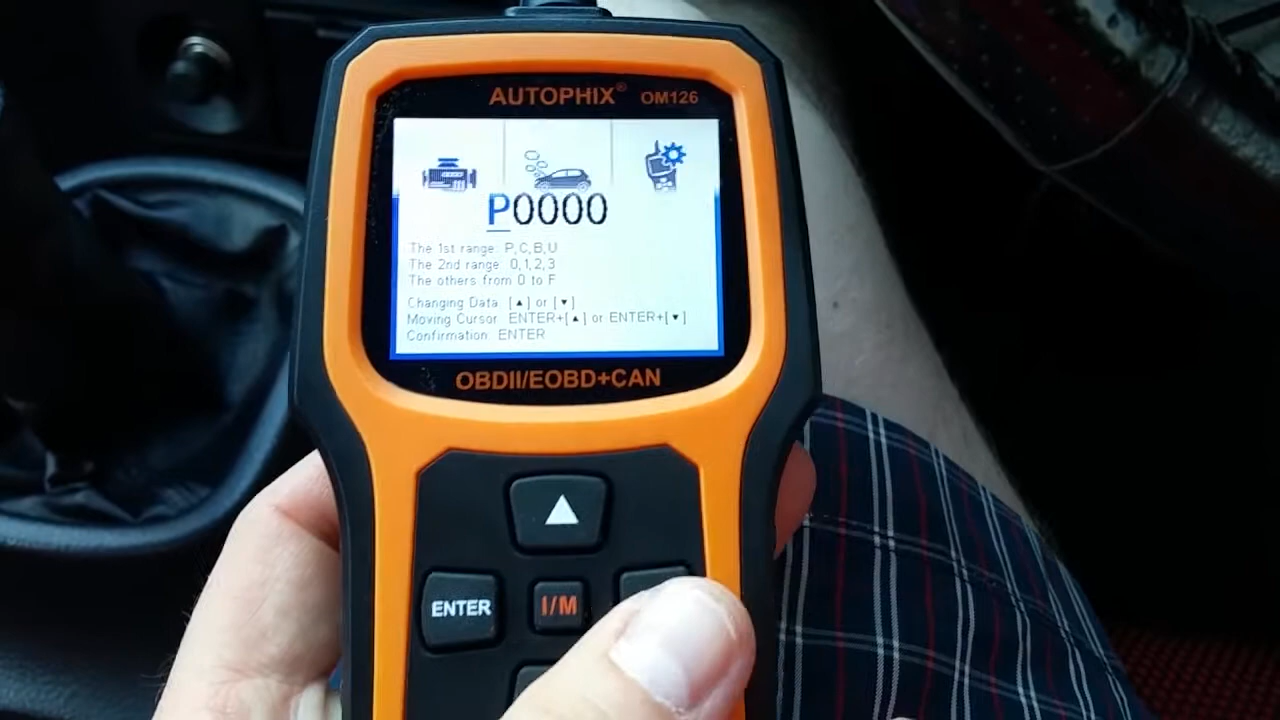 AUTOPHIX® OM126
P0000
The 1st range: P,C,B,U
The 2nd range: 0,1,2,3
The others from 0 to F
Changing Data: [▲] or [▼]
Moving Cursor: ENTER+[▲] or ENTER+[▼]
Confirmation: ENTER
OBDII/EOBD+CAN
ENTER
I/M